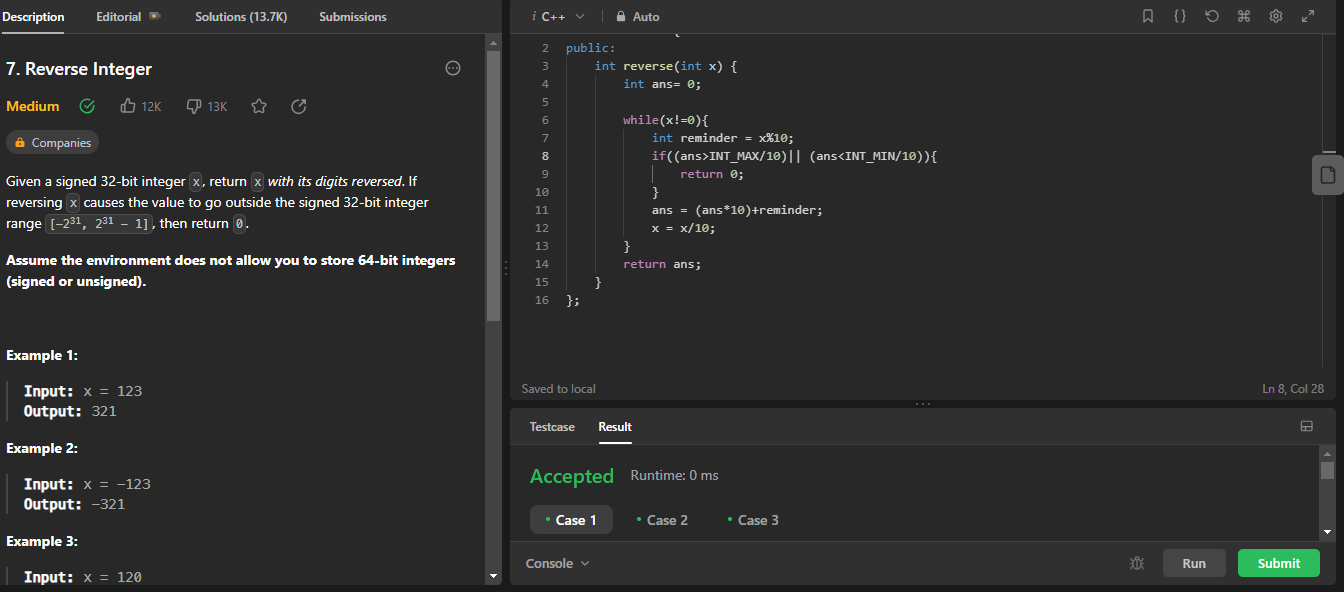 Description Editorial Solutions (13.7K) Submissions
7. Reverse Integer
Medium 12K 13K
Companies
Given a signed 32-bit integer x, return x with its digits reversed. If
reversing x causes the value to go outside the signed 32-bit integer
range [-2³¹, 2³¹ - 1], then return 0.
Assume the environment does not allow you to store 64-bit integers
(signed or unsigned).
Example 1:
Input: x = 123
Output: 321
Example 2:
Input: x = -123
Output: -321
Example 3:
Input: x = 120
i C++ Auto
2 public:
3 int reverse(int x) {
4 int ans= 0;
5
6 while(x!=0){
7 int reminder = x%10;
8 if((ans>INT_MAX/10)|| (ans<INT_MIN/10)){
9 return 0;
10 }
11 ans = (ans*10)+reminder;
12 x = x/10;
13 }
14 return ans;
15 }
16 };
Saved to local Ln 8, Col 28
Testcase Result
Accepted Runtime: 0 ms
• Case 1 • Case 2 • Case 3
Console Run Submit